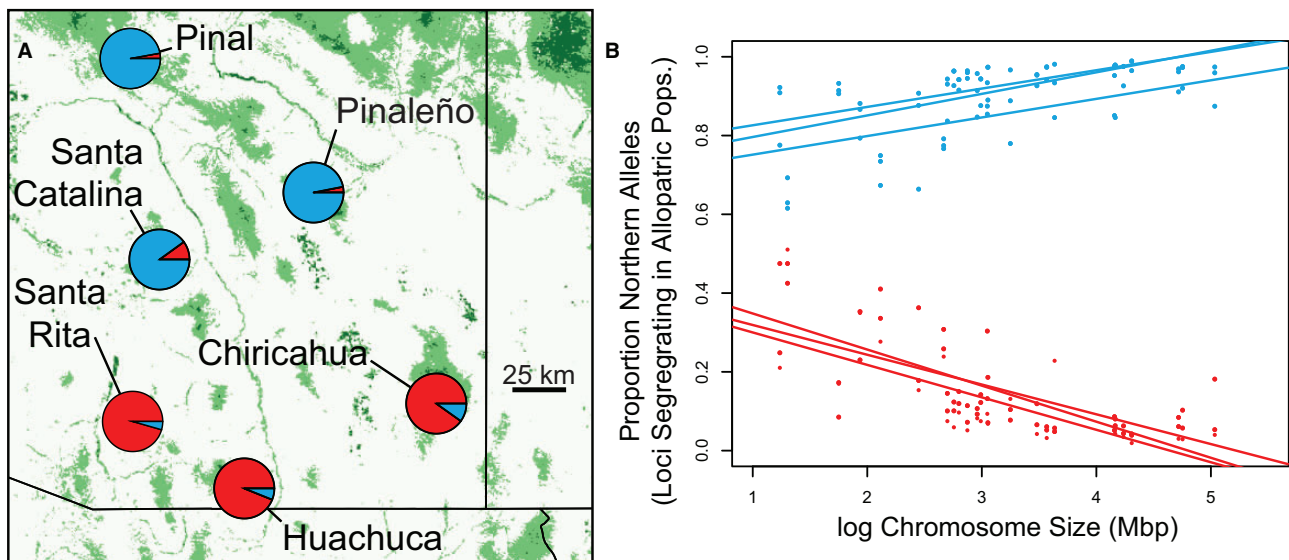 A
Pinal
Pinaleño
Santa
Catalina
Santa
Rita
Chiricahua
25 km
Huachuca
B
Proportion Northern Alleles
(Loci Segregrating in Allopatric Pops.)
1.0
0.8
0.6
0.4
0.2
0.0
1 2 3 4 5
log Chromosome Size (Mbp)